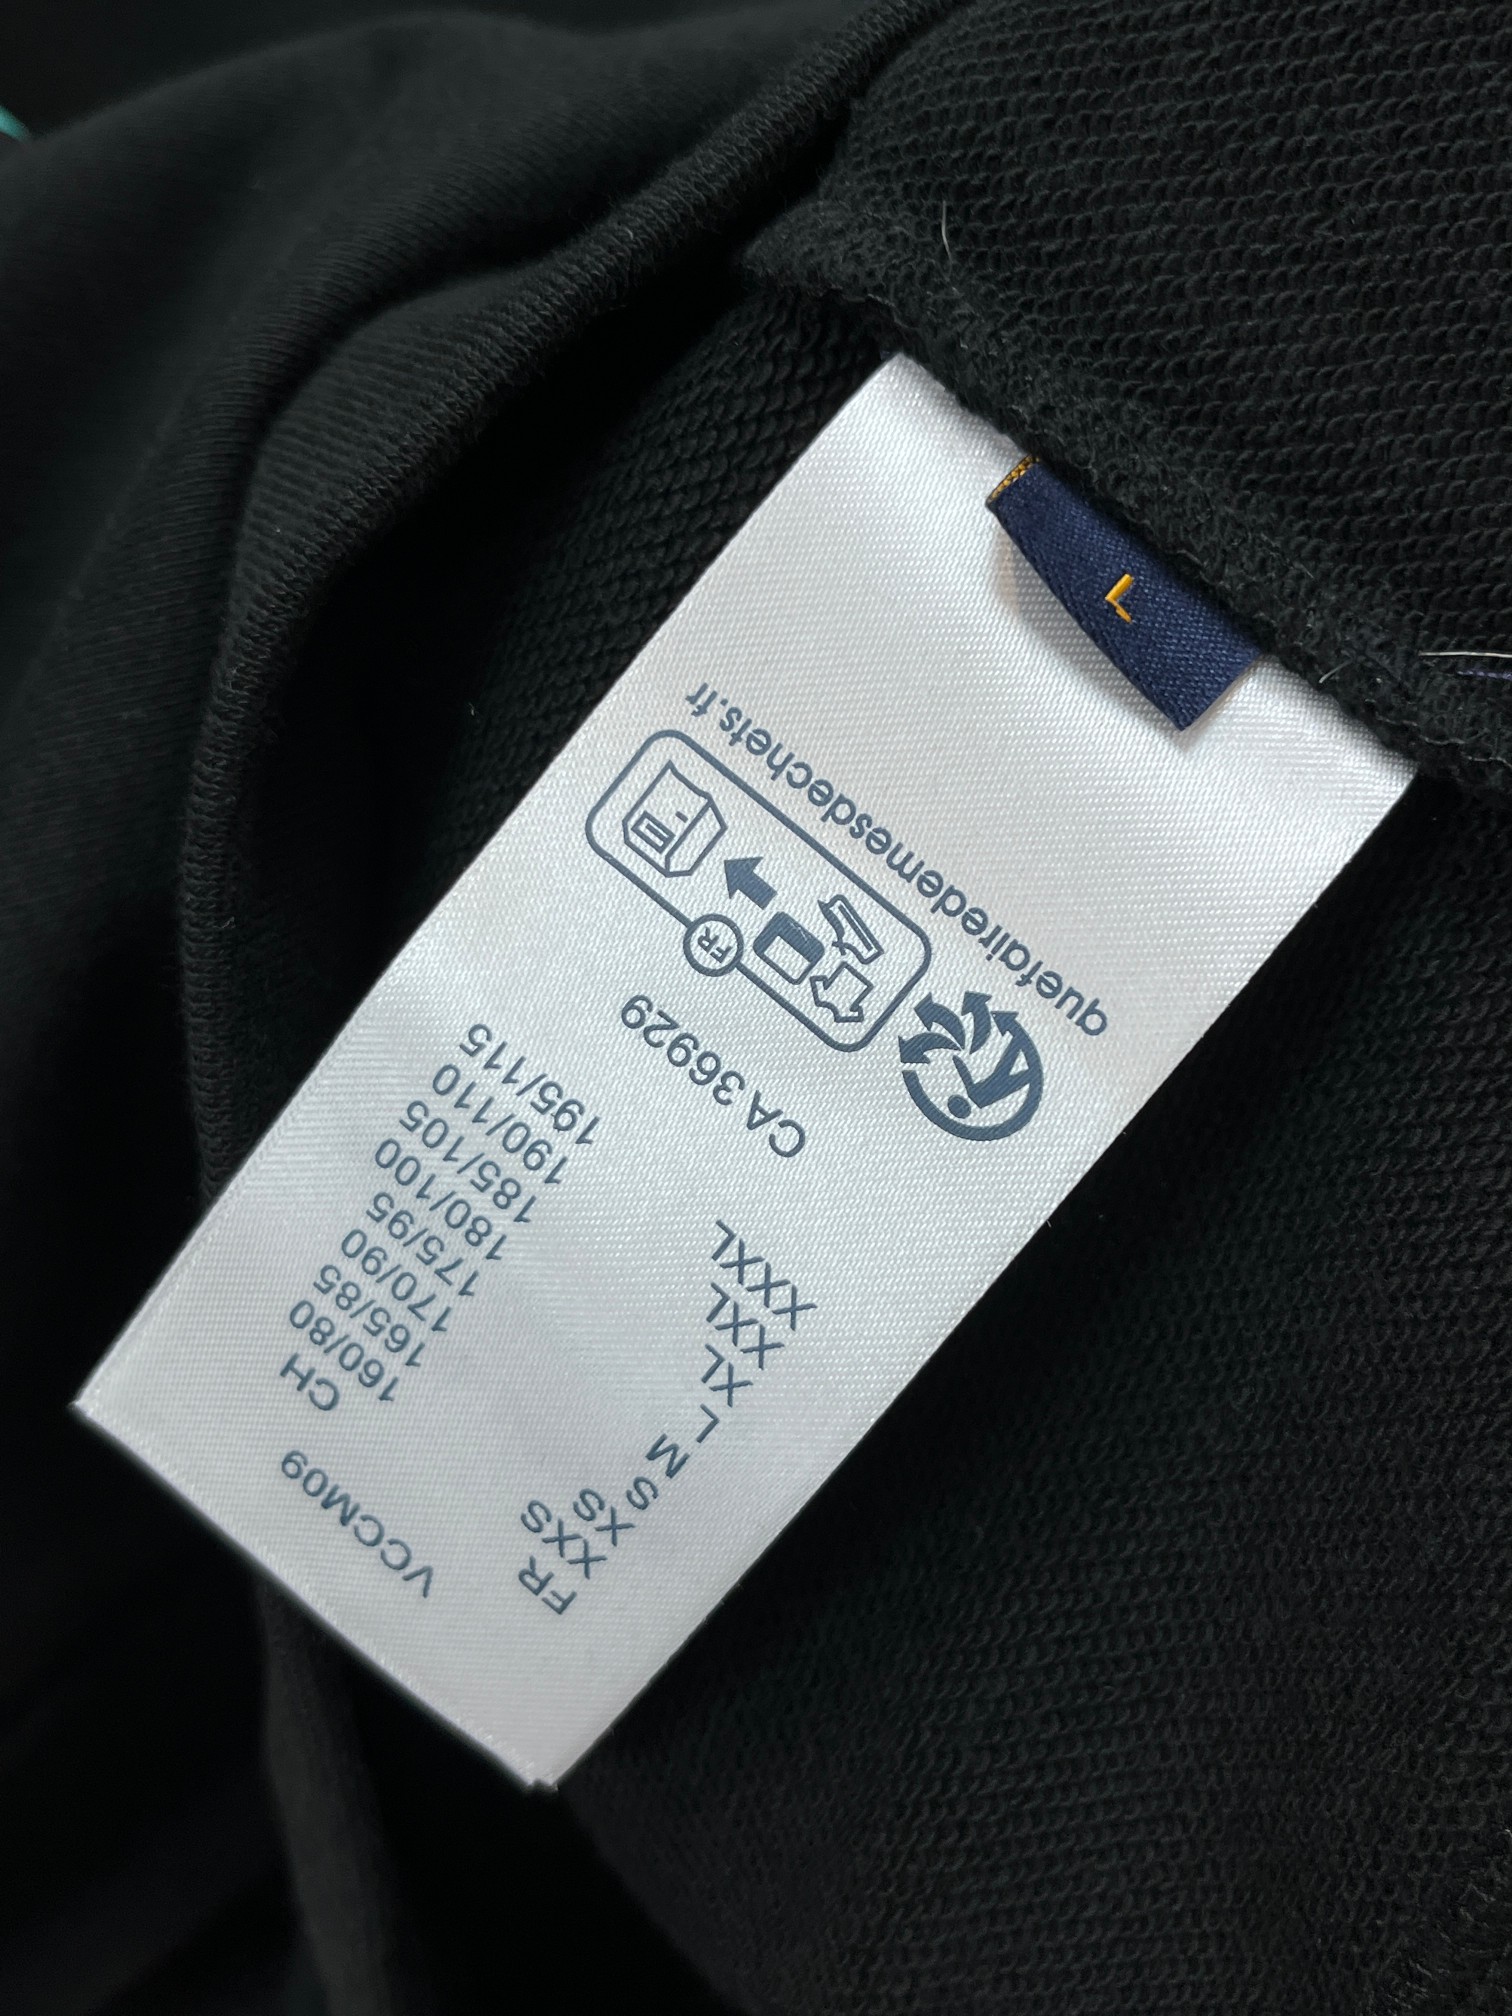 VCCM09
FR CH
XXS 160/80
XS 165/85
S 170/90
M 175/95
L 180/100
XL 185/105
XXL 190/110
XXXL 195/115
CA 36929
FR
quefairedemesdechets.fr
L